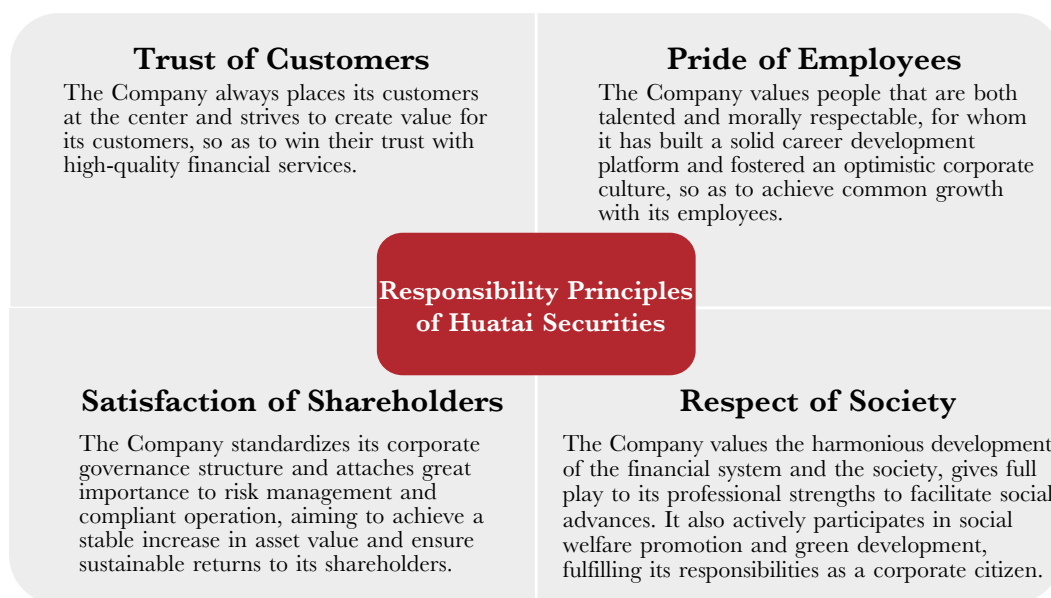 Trust of Customers
The Company always places its customers
at the center and strives to create value for
its customers, so as to win their trust with
high-quality financial services.
Pride of Employees
The Company values people that are both
talented and morally respectable, for whom
it has built a solid career development
platform and fostered an optimistic corporate
culture, so as to achieve common growth
with its employees.
Responsibility Principles
of Huatai Securities
Satisfaction of Shareholders
The Company standardizes its corporate
governance structure and attaches great
importance to risk management and
compliant operation, aiming to achieve a
stable increase in asset value and ensure
sustainable returns to its shareholders.
Respect of Society
The Company values the harmonious development
of the financial system and the society, gives full
play to its professional strengths to facilitate social
advances. It also actively participates in social
welfare promotion and green development,
fulfilling its responsibilities as a corporate citizen.